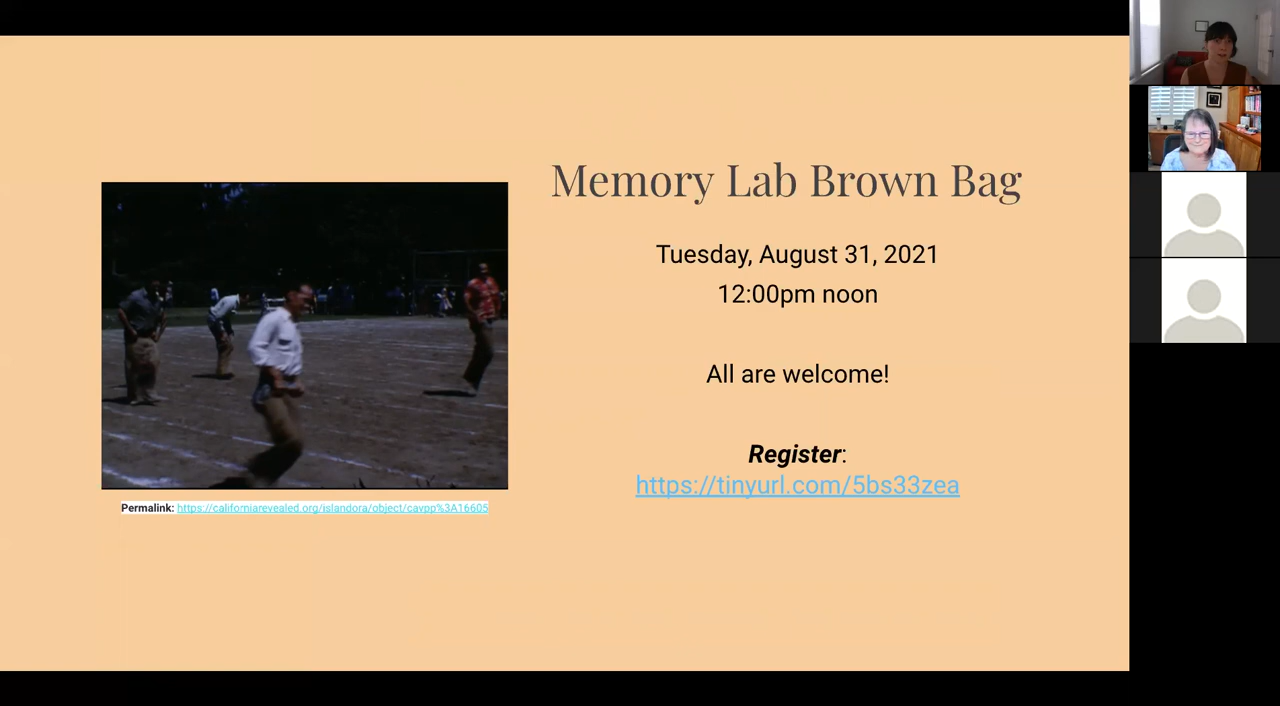 Memory Lab Brown Bag
Tuesday, August 31, 2021
12:00pm noon
All are welcome!
Register:
https://tinyurl.com/5bs33zea
Permalink: https://californiarevealed.org/islandora/object/cavpp%3A16605